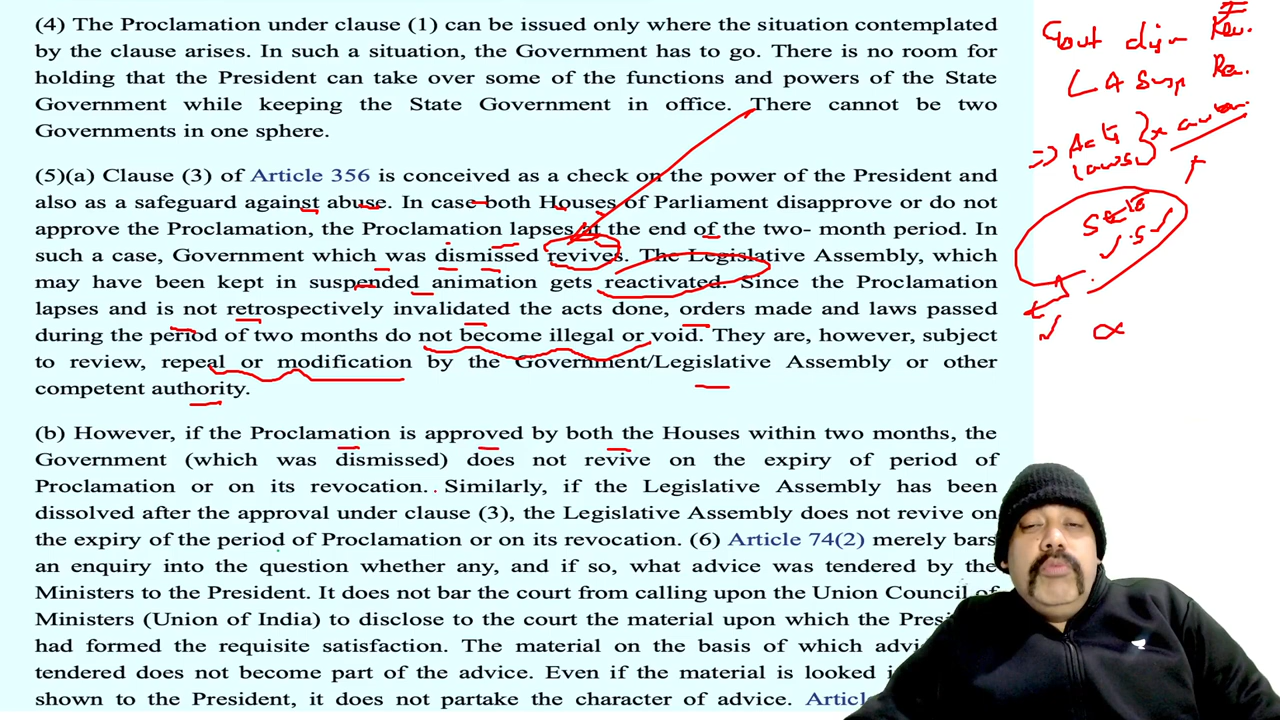 (4) The Proclamation under clause (1) can be issued only where the situation contemplated
by the clause arises. In such a situation, the Government has to go. There is no room for
holding that the President can take over some of the functions and powers of the State
Government while keeping the State Government in office. There cannot be two
Governments in one sphere.
(5)(a) Clause (3) of Article 356 is conceived as a check on the power of the President and
also as a safeguard against abuse. In case both Houses of Parliament disapprove or do not
approve the Proclamation, the Proclamation lapses at the end of the two- month period. In
such a case, Government which was dismissed revives. The Legislative Assembly, which
may have been kept in suspended animation gets reactivated. Since the Proclamation
lapses and is not retrospectively invalidated the acts done, orders made and laws passed
during the period of two months do not become illegal or void. They are, however, subject
to review, repeal or modification by the Government/Legislative Assembly or other
competent authority.
(b) However, if the Proclamation is approved by both the Houses within two months, the
Government (which was dismissed) does not revive on the expiry of period of
Proclamation or on its revocation. . Similarly, if the Legislative Assembly has been
dissolved after the approval under clause (3), the Legislative Assembly does not revive on
the expiry of the period of Proclamation or on its revocation. (6) Article 74(2) merely bars
an enquiry into the question whether any, and if so, what advice was tendered by the
Ministers to the President. It does not bar the court from calling upon the Union Council of
Ministers (Union of India) to disclose to the court the material upon which the
had formed the requisite satisfaction. The material on the basis of which
tendered does not become part of the advice. Even if the material is looked
shown to the President, it does not partake the character of advice.
Govt Rev.
LA Susp Re.
Acts
laws